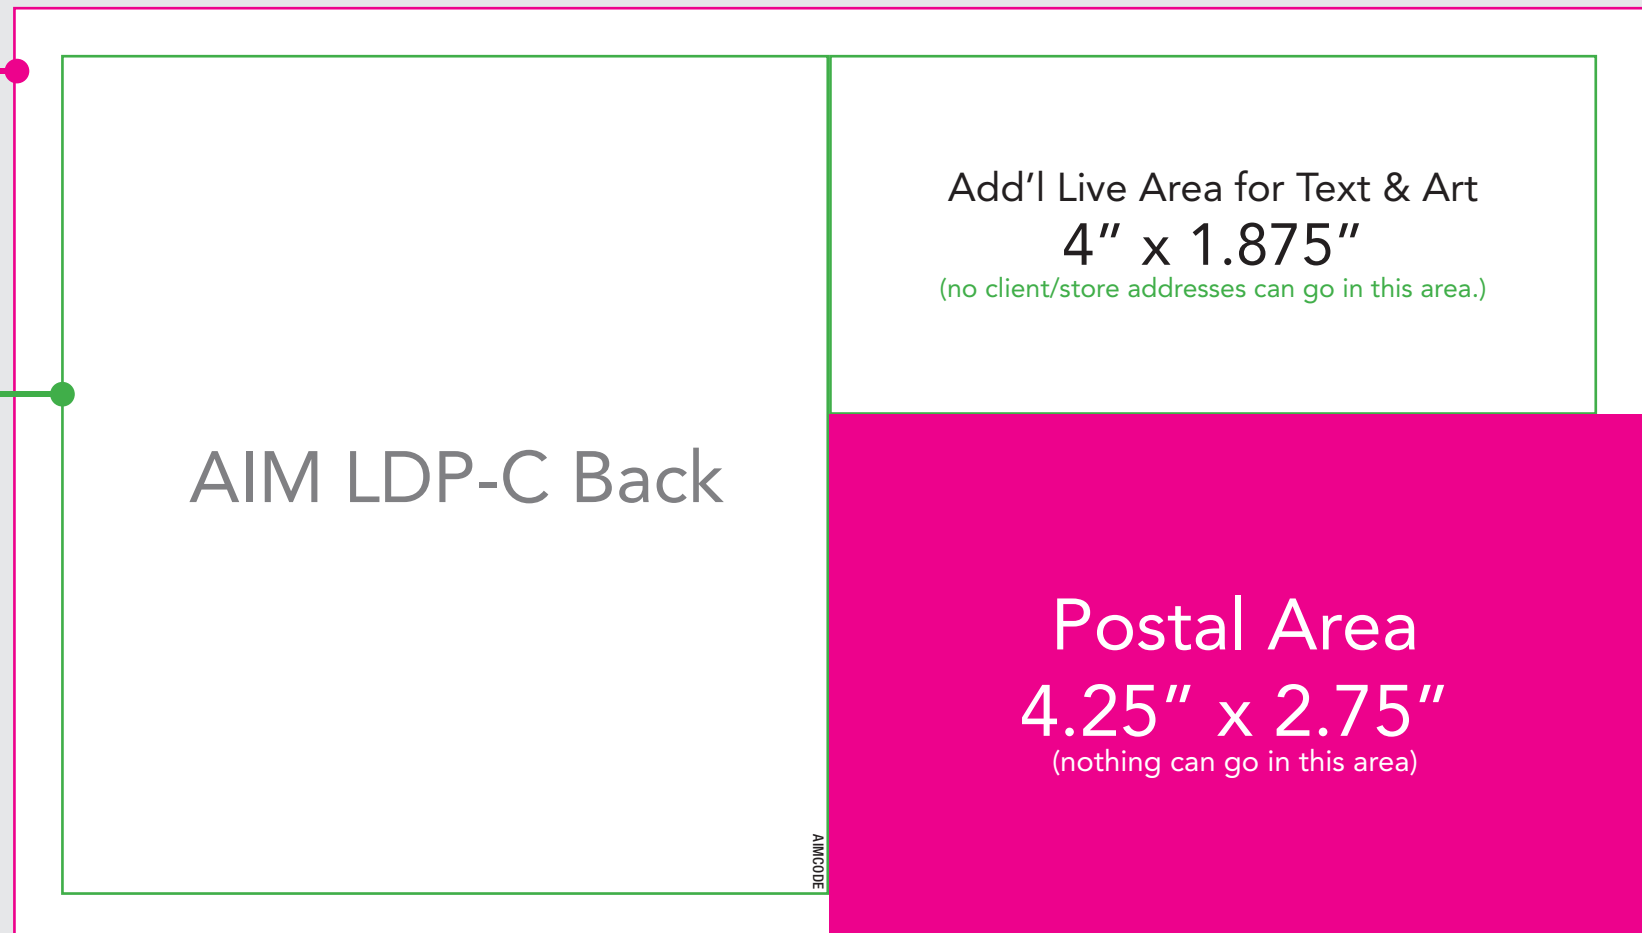 AIM LDP-C Back
AIMCODE
Add’l Live Area for Text & Art
4” x 1.875”
(no client/store addresses can go in this area.)
Postal Area
4.25” x 2.75”
(nothing can go in this area)